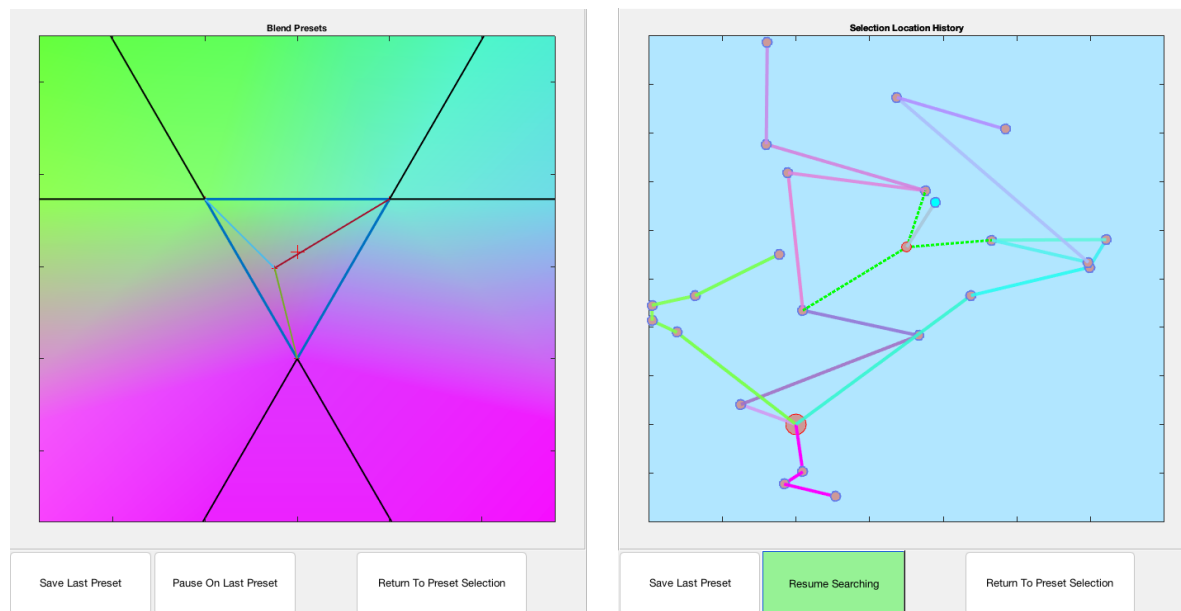 Blend Presets
Selection Location History
Save Last Preset
Pause On Last Preset
Return To Preset Selection
Save Last Preset
Resume Searching
Return To Preset Selection